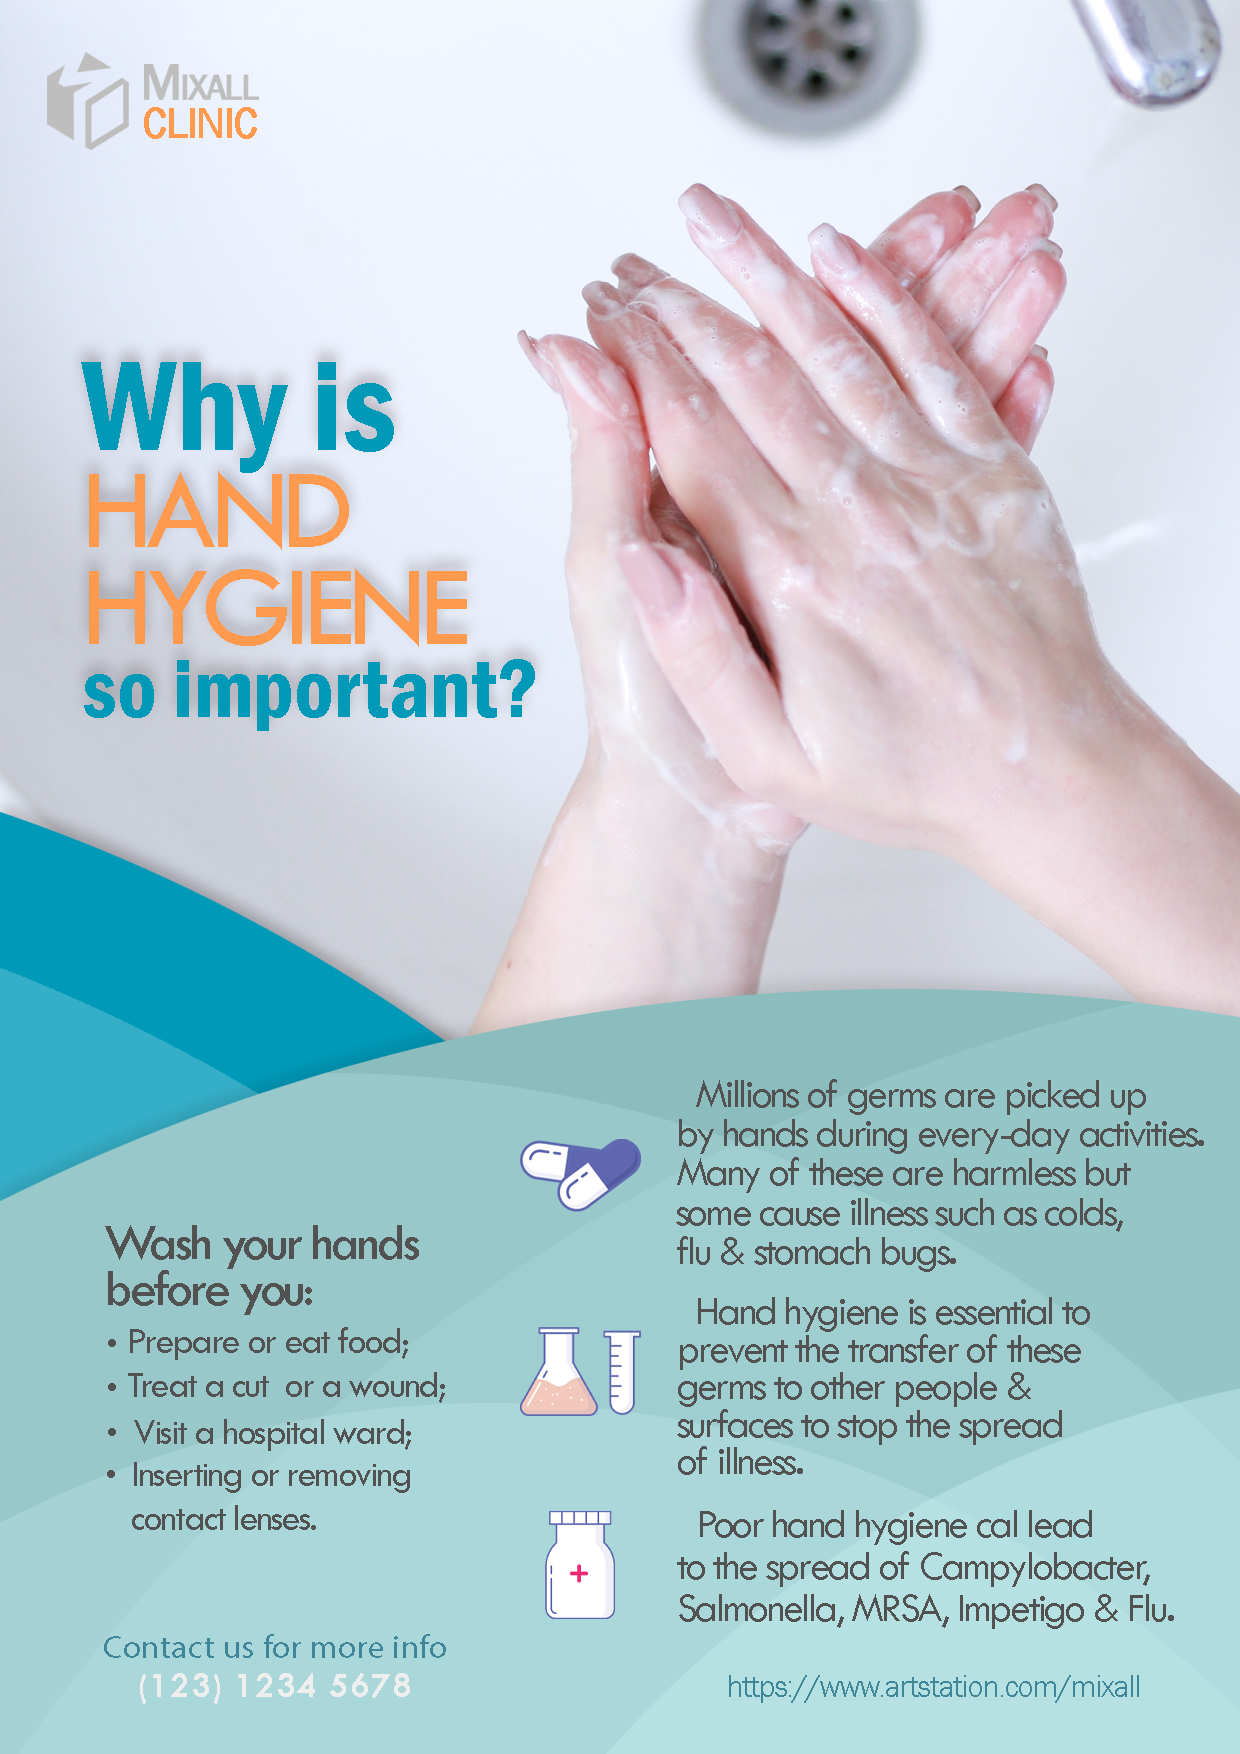 MIXALL
CLINIC
Why is
HAND
HYGIENE
so important?
Millions of germs are picked up
by hands during every-day activities.
Many of these are harmless but
some cause illness such as colds,
flu & stomach bugs.
Hand hygiene is essential to
prevent the transfer of these
germs to other people &
surfaces to stop the spread
of illness.
Poor hand hygiene cal lead
to the spread of Campylobacter,
Salmonella, MRSA, Impetigo & Flu.
Wash your hands
before you:
• Prepare or eat food;
• Treat a cut or a wound;
• Visit a hospital ward;
• Inserting or removing
contact lenses.
Contact us for more info
(123) 1234 5678
https://www.artstation.com/mixall